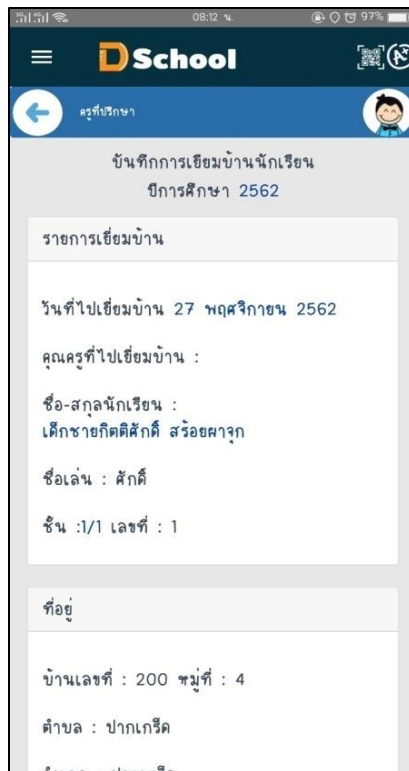 08:12 น.
97%
DSchool
ครูที่ปรึกษา
บันทึกการเยี่ยมบ้านนักเรียน
ปีการศึกษา 2562
รายการเยี่ยมบ้าน
วันที่ไปเยี่ยมบ้าน 27 พฤศจิกายน 2562
คุณครูที่ไปเยี่ยมบ้าน :
ชื่อ-สกุลนักเรียน :
เด็กชายกิตติศักดิ์ สร้อยผาจุก
ชื่อเล่น : ศักดิ์
ชั้น :1/1 เลขที่ : 1
ที่อยู่
บ้านเลขที่ : 200 หมู่ที่ : 4
ตำบล : ปากเกร็ด